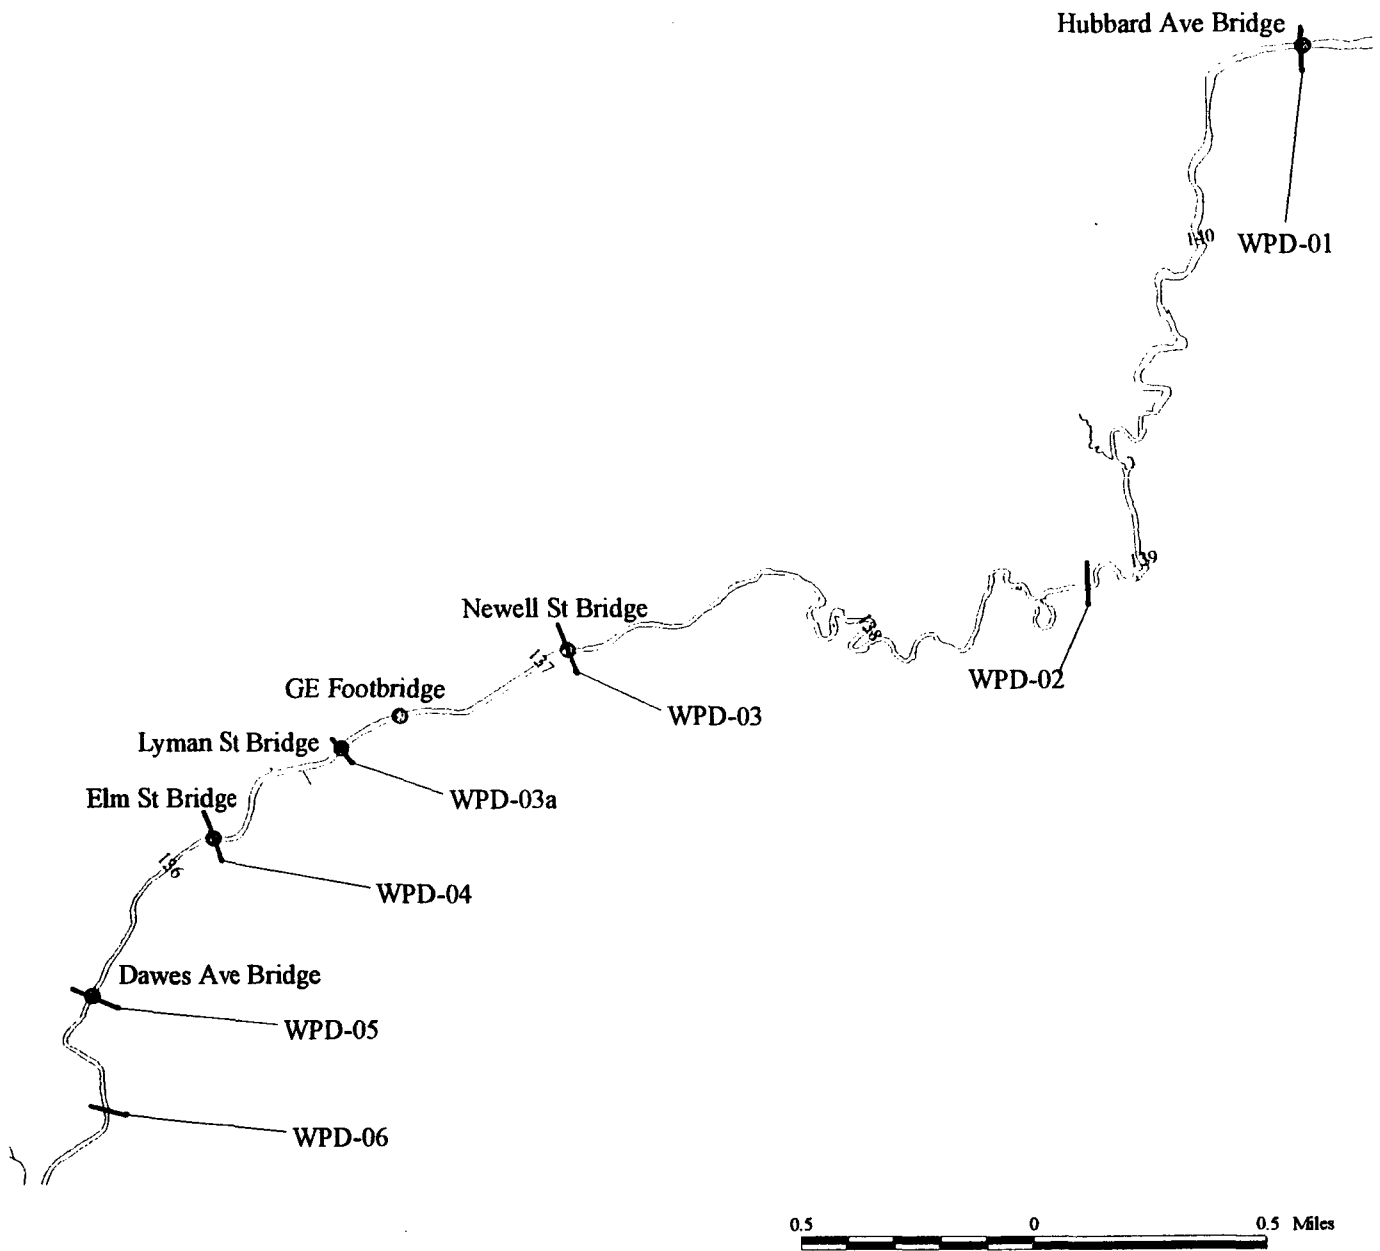 Hubbard Ave Bridge
140
WPD-01
139
Newell St Bridge
138
137
WPD-02
GE Footbridge
WPD-03
Lyman St Bridge
Elm St Bridge
WPD-03a
136
WPD-04
Dawes Ave Bridge
WPD-05
WPD-06
0.5 0 0.5 Miles